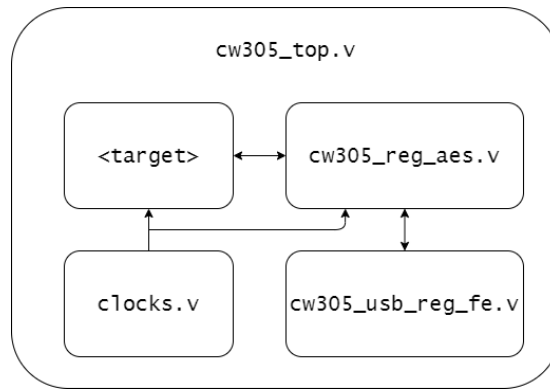 cw305_top.v
<target>
cw305_reg_aes.v
clocks.v
cw305_usb_reg_fe.v